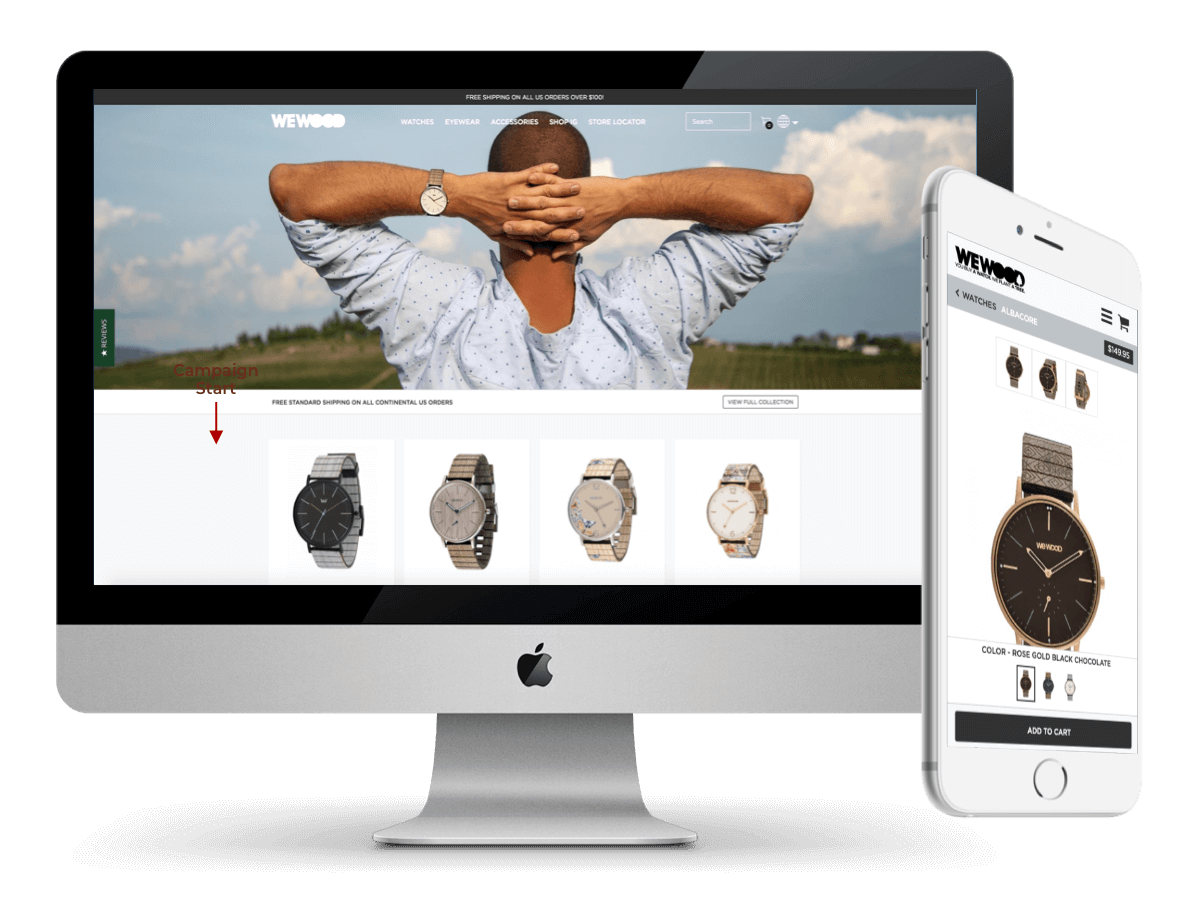 FREE SHIPPING ON ALL US ORDERS OVER $100!
WEWOOD
WATCHES EYEWEAR ACCESSORIES SHOP IG STORE LOCATOR
Search
0
★ REVIEWS
Campaign
Start
FREE STANDARD SHIPPING ON ALL CONTINENTAL US ORDERS
VIEW FULL COLLECTION
WEWOOD
YOU BUY A WATCH, WE PLANT A TREE.
< WATCHES ALBACORE
$149.95
WEWOOD
COLOR - ROSE GOLD BLACK CHOCOLATE
ADD TO CART